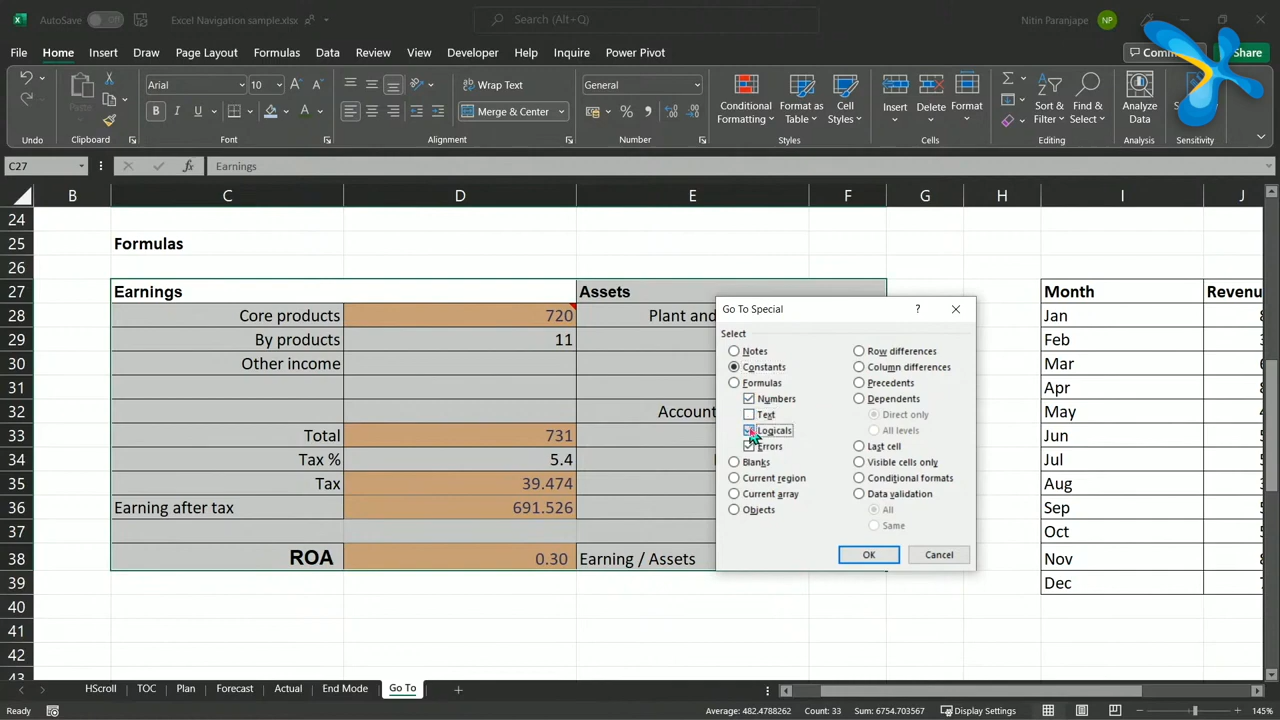 AutoSave Off Excel Navigation sample.xlsx Search (Alt+Q) Nitin Paranjape NP
File Home Insert Draw Page Layout Formulas Data Review View Developer Help Inquire Power Pivot Share
Paste Arial 10 Wrap Text General Conditional Formatting Format as Table Cell Styles Insert Delete Format Sort & Filter Find & Select Analyze Data
B I U A Merge & Center %
Undo Clipboard Font Alignment Number Styles Cells Editing Analysis Sensitivity
C27 fx Earnings
B C D E F G H I J
24
25 Formulas
26
27 Earnings Assets Month
28 Core products 720 Plant and Jan
29 By products 11 Feb
30 Other income Mar
31 Apr
32 May
33 Total 731 Jun
34 Tax % 5.4 Jul
35 Tax 39.474 Aug
36 Earning after tax 691.526 Sep
37 Oct
38 ROA 0.30 Earning / Assets Nov
39 Dec
40
41
42
43
Go To Special ?
Select
Notes Row differences
Constants Column differences
Formulas Precedents
Numbers Dependents
Text Direct only
Logicals All levels
Errors Last cell
Blanks Visible cells only
Current region Conditional formats
Current array Data validation
Objects All
Same
OK Cancel
HScroll TOC Plan Forecast Actual End Mode Go To
Ready Average: 482.4788262 Count: 33 Sum: 6754.703567 Display Settings 145%